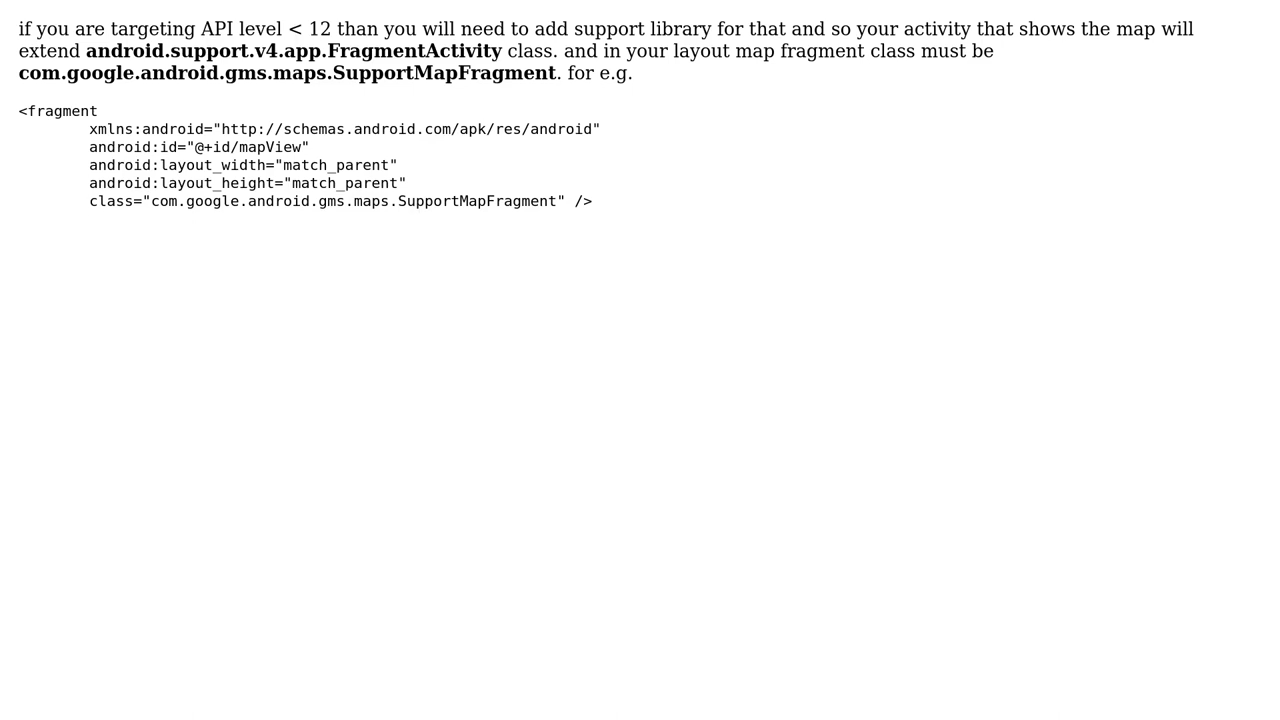 if you are targeting API level < 12 than you will need to add support library for that and so your activity that shows the map will
extend android.support.v4.app.FragmentActivity class. and in your layout map fragment class must be
com.google.android.gms.maps.SupportMapFragment. for e.g.
<fragment
        xmlns:android="http://schemas.android.com/apk/res/android"
        android:id="@+id/mapView"
        android:layout_width="match_parent"
        android:layout_height="match_parent"
        class="com.google.android.gms.maps.SupportMapFragment" />